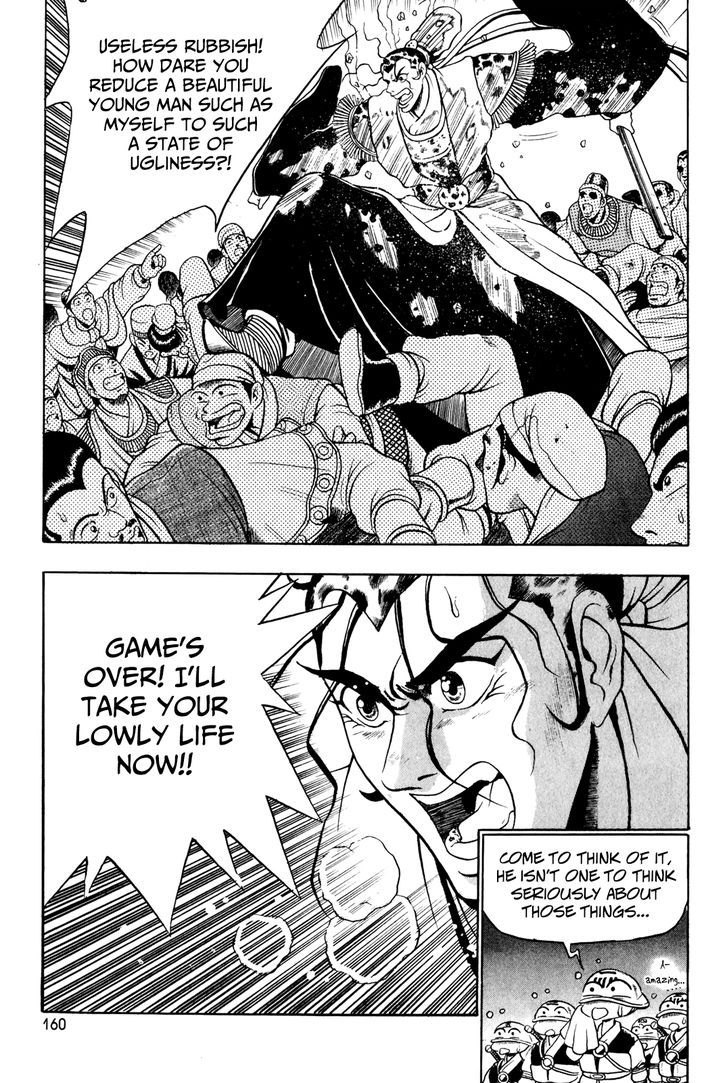 USELESS RUBBISH!
HOW DARE YOU
REDUCE A BEAUTIFUL
YOUNG MAN SUCH AS
MYSELF TO SUCH
A STATE OF
UGLINESS?!
GAME'S
OVER! I'LL
TAKE YOUR
LOWLY LIFE
NOW!!
COME TO THINK OF IT,
HE ISN'T ONE TO THINK
SERIOUSLY ABOUT
THOSE THINGS...
A-
amazing...
160